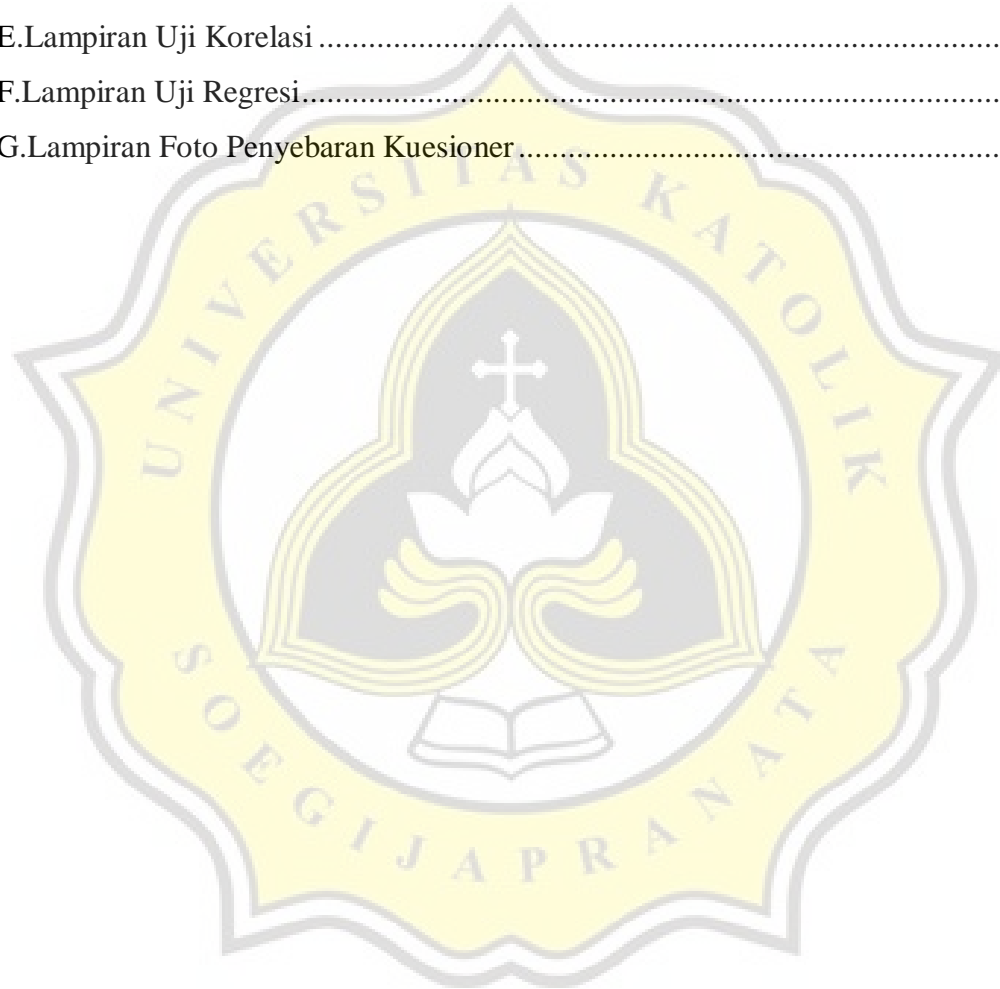 E.Lampiran Uji Korelasi ....................................................................................
F.Lampiran Uji Regresi......................................................................................
G.Lampiran Foto Penyebaran Kuesioner ...........................................................
UNIVERSITAS KATOLIK
SOEGIJAPRANATA